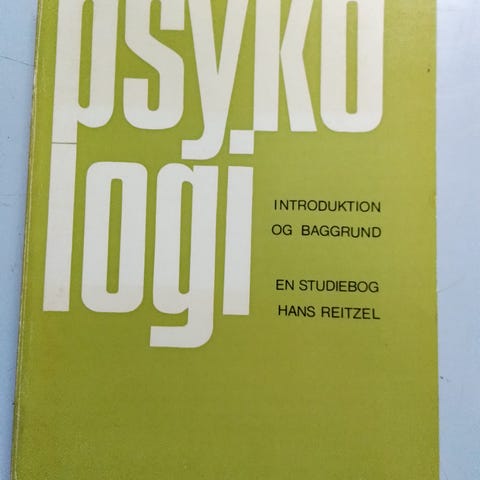 psyko
logi
INTRODUKTION
OG BAGGRUND
EN STUDIEBOG
HANS REITZEL